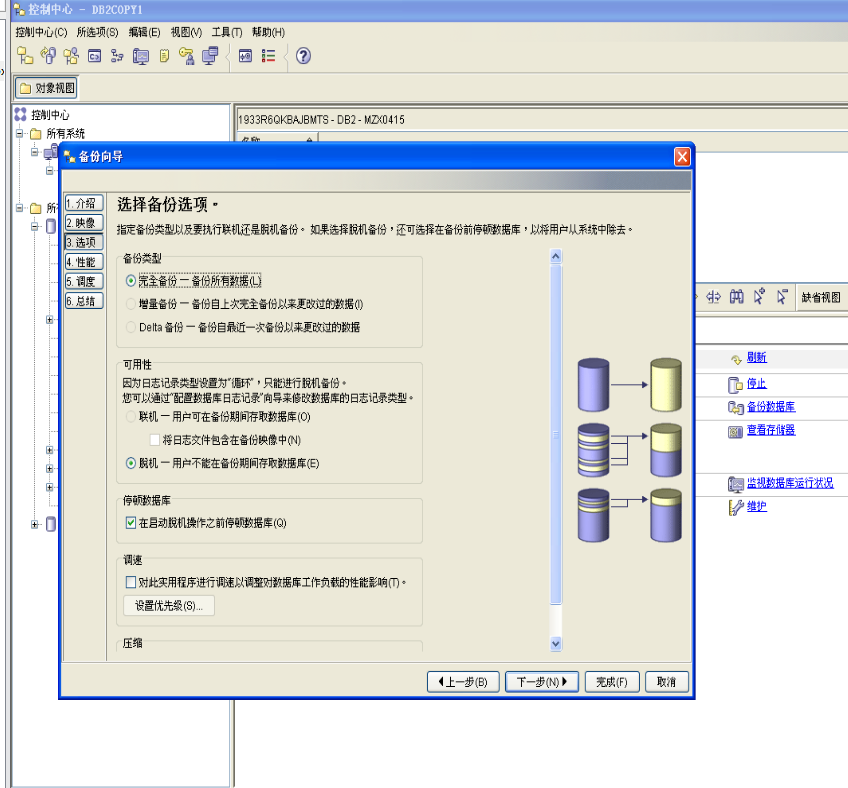 控制中心 - DB2COPY1
控制中心(C) 所选项(S) 编辑(E) 视图(V) 工具(T) 帮助(H)
对象视图
控制中心
所有系统
1933R6QKBAJBMTS - DB2 - MZX0415
备份向导
1. 介绍
2. 映像
3. 选项
4. 性能
5. 调度
6. 总结
选择备份选项。
指定备份类型以及要执行联机还是脱机备份。 如果选择脱机备份，还可选择在备份前停顿数据库，以将用户从系统中除去。
备份类型
完全备份 — 备份所有数据(L)
增量备份 — 备份自上次完全备份以来更改过的数据(I)
Delta 备份 — 备份自最近一次备份以来更改过的数据
可用性
因为日志记录类型设置为"循环"，只能进行脱机备份。
您可以通过"配置数据库日志记录"向导来修改数据库的日志记录类型。
联机 — 用户可在备份期间存取数据库(O)
将日志文件包含在备份映像中(N)
脱机 — 用户不能在备份期间存取数据库(E)
停顿数据库
在启动脱机操作之前停顿数据库(Q)
调速
对此实用程序进行调速以调整对数据库工作负载的性能影响(T)。
设置优先级(S)...
压缩
上一步(B) 下一步(N) 完成(F) 取消
缺省视图
刷新
停止
备份数据库
查看存储器
监视数据库运行状况
维护